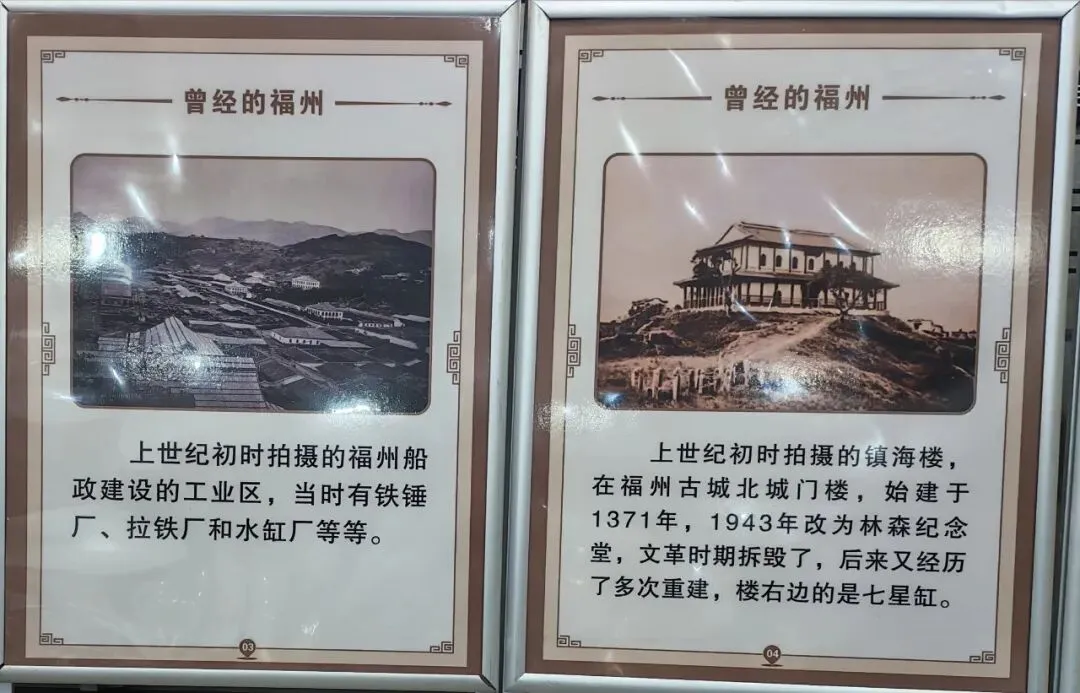 曾经的福州
上世纪初时拍摄的福州船
政建设的工业区，当时有铁锤
厂、拉铁厂和水缸厂等等。
03
曾经的福州
上世纪初时拍摄的镇海楼，
在福州古城北城门楼，始建于
1371年，1943年改为林森纪念
堂，文革时期拆毁了，后来又经历
了多次重建，楼右边的是七星缸。
04